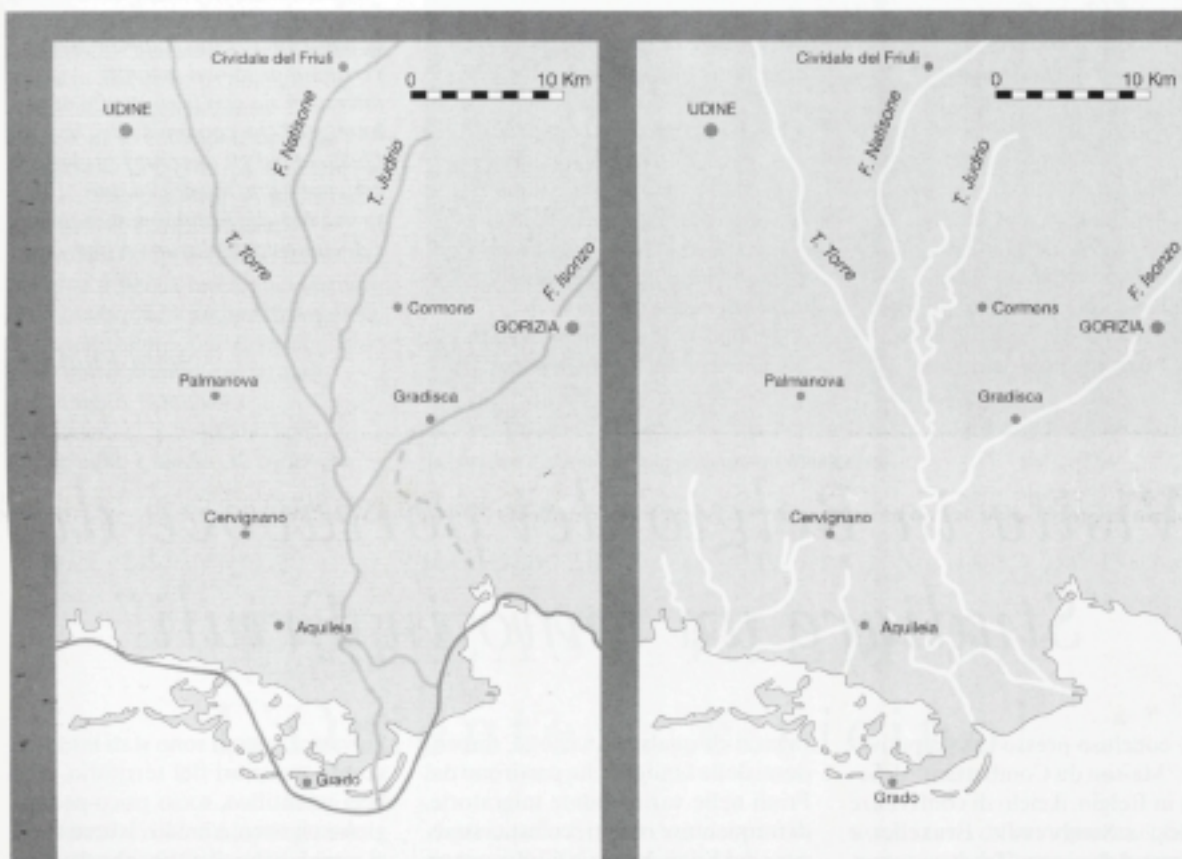 Cividale del Friuli
0 10 Km
UDINE
F. Natisone
T. Judrio
T. Torre
F. Isonzo
Cormons
GORIZIA
Palmanova
Gradisca
Cervignano
Aquileia
Grado
Cividale del Friuli
0 10 Km
UDINE
F. Natisone
T. Judrio
T. Torre
F. Isonzo
Cormons
GORIZIA
Palmanova
Gradisca
Cervignano
Aquileia
Grado